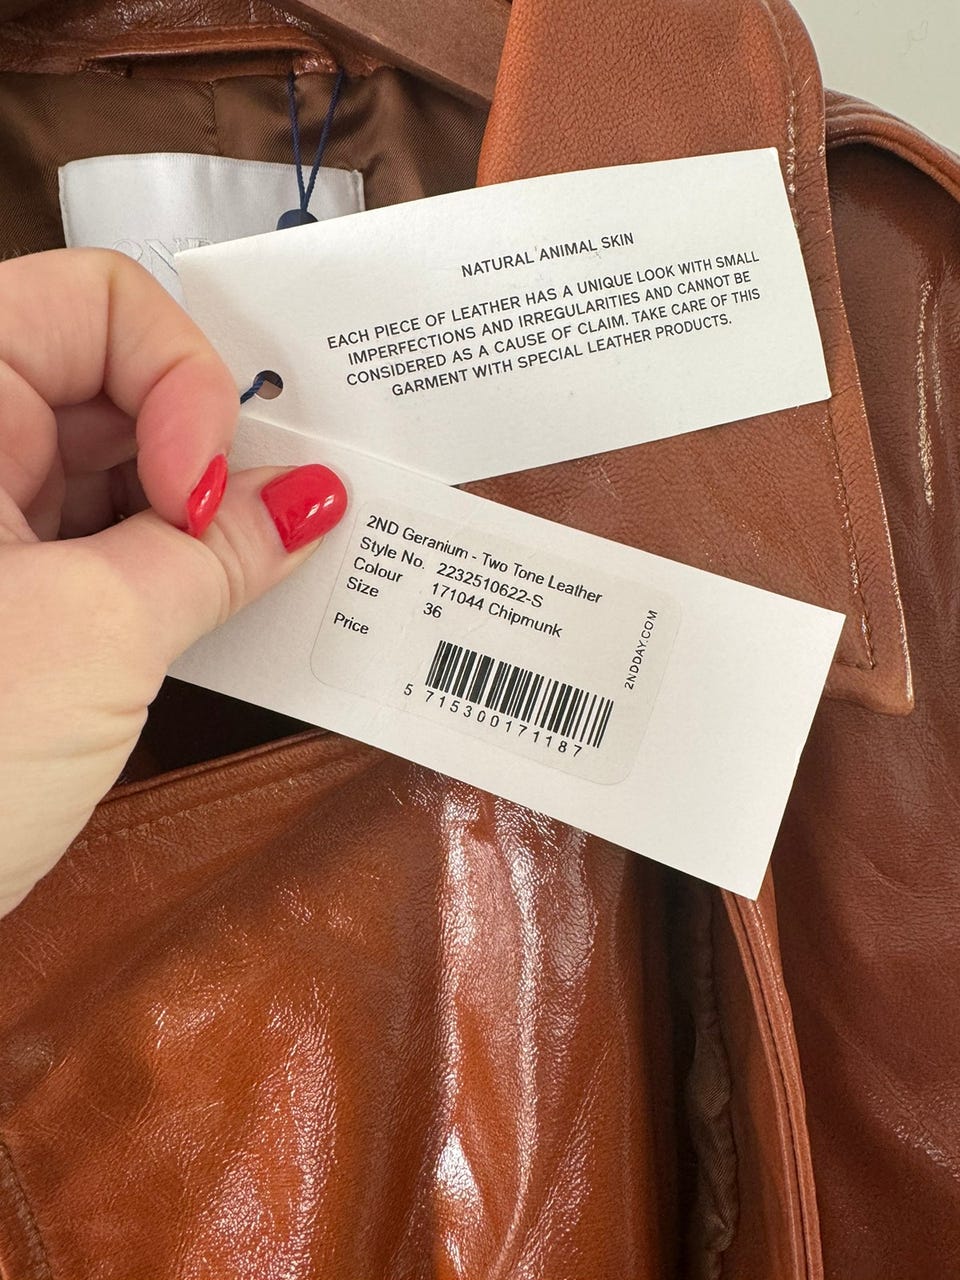 NATURAL ANIMAL SKIN
EACH PIECE OF LEATHER HAS A UNIQUE LOOK WITH SMALL
IMPERFECTIONS AND IRREGULARITIES AND CANNOT BE
CONSIDERED AS A CAUSE OF CLAIM. TAKE CARE OF THIS
GARMENT WITH SPECIAL LEATHER PRODUCTS.
2ND Geranium - Two Tone Leather
Style No. 2232510622-S
Colour 171044 Chipmunk
Size 36
Price
5 715300171187
2NDDAY.COM